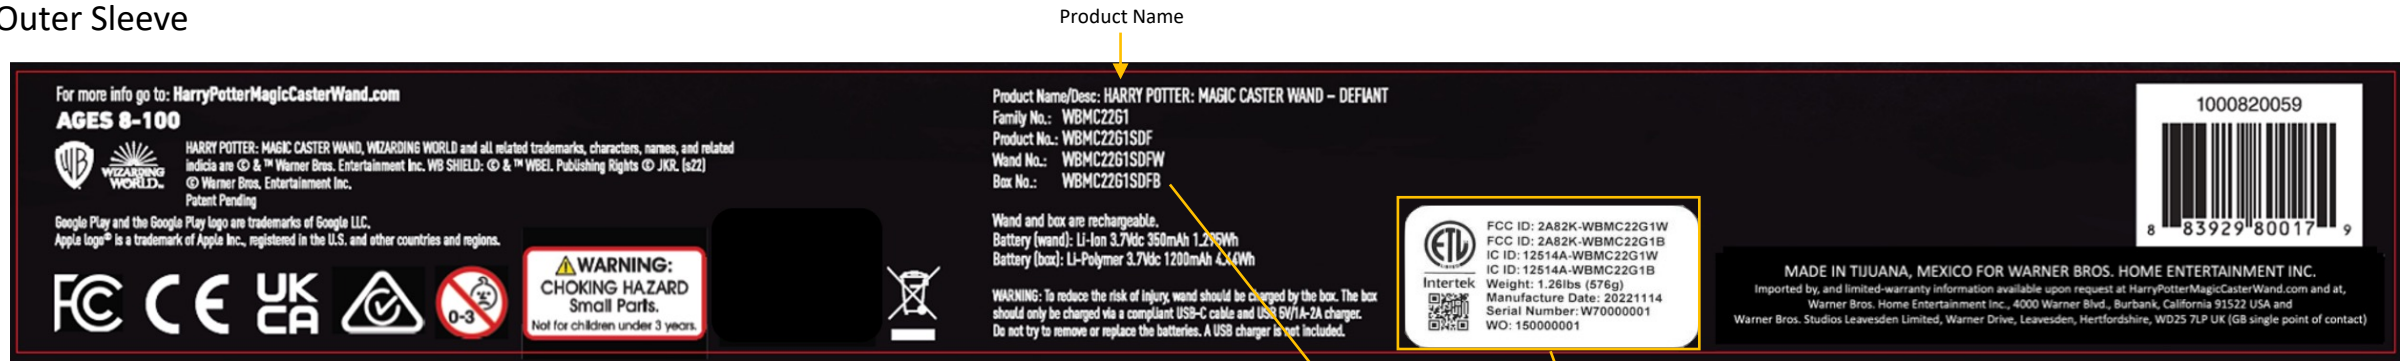 Outer Sleeve
Product Name
For more info go to: HarryPotterMagicCasterWand.com
AGES 8-100
WB
WIZARDING
WORLD™
HARRY POTTER: MAGIC CASTER WAND, WIZARDING WORLD and all related trademarks, characters, names, and related
indicia are © & ™ Warner Bros. Entertainment Inc. WB SHIELD: © & ™ WBEI. Publishing Rights © JKR. (s22)
© Warner Bros. Entertainment Inc.
Patent Pending
Google Play and the Google Play logo are trademarks of Google LLC.
Apple logo® is a trademark of Apple Inc., registered in the U.S. and other countries and regions.
FC
CE
UK
CA
0-3
WARNING:
CHOKING HAZARD
Small Parts.
Not for children under 3 years.
Product Name/Desc: HARRY POTTER: MAGIC CASTER WAND – DEFIANT
Family No.: WBMC22G1
Product No.: WBMC22G1SDF
Wand No.: WBMC22G1SDFW
Box No.: WBMC22G1SDFB
Wand and box are rechargeable.
Battery (wand): Li-Ion 3.7Vdc 350mAh 1.295Wh
Battery (box): Li-Polymer 3.7Vdc 1200mAh 4.44Wh
WARNING: To reduce the risk of injury, wand should be charged by the box. The box
should only be charged via a compliant USB-C cable and USB 5V/1A-2A charger.
Do not try to remove or replace the batteries. A USB charger is not included.
ETL
Intertek
FCC ID: 2A82K-WBMC22G1W
FCC ID: 2A82K-WBMC22G1B
IC ID: 12514A-WBMC22G1W
IC ID: 12514A-WBMC22G1B
Weight: 1.26lbs (576g)
Manufacture Date: 20221114
Serial Number: W70000001
WO: 150000001
1000820059
8 83929 80017 9
MADE IN TIJUANA, MEXICO FOR WARNER BROS. HOME ENTERTAINMENT INC.
Imported by, and limited-warranty information available upon request at HarryPotterMagicCasterWand.com and at,
Warner Bros. Home Entertainment Inc., 4000 Warner Blvd., Burbank, California 91522 USA and
Warner Bros. Studios Leavesden Limited, Warner Drive, Leavesden, Hertfordshire, WD25 7LP UK (GB single point of contact)